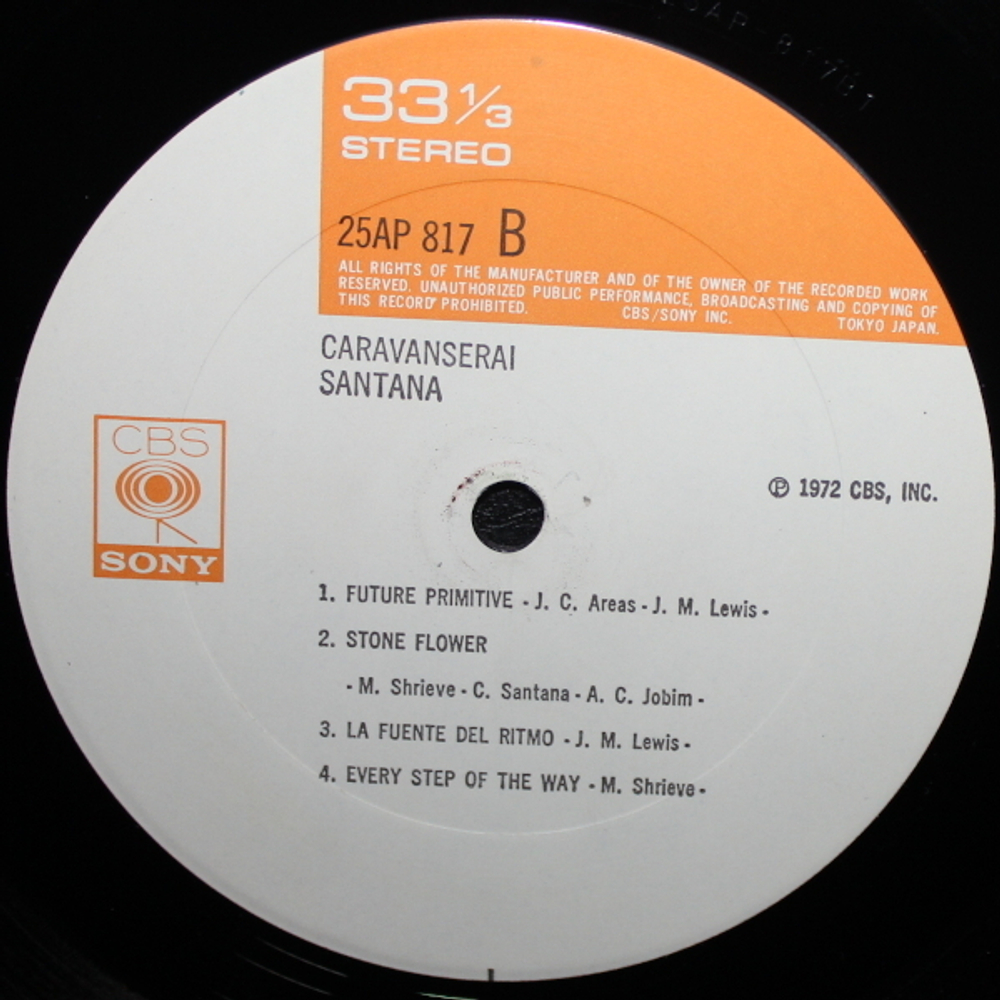 33 1/3
STEREO
25AP 817 B
ALL RIGHTS OF THE MANUFACTURER AND OF THE OWNER OF THE RECORDED WORK
RESERVED. UNAUTHORIZED PUBLIC PERFORMANCE, BROADCASTING AND COPYING OF
THIS RECORD PROHIBITED. CBS/SONY INC. TOKYO JAPAN.
CARAVANSERAI
SANTANA
CBS
SONY
℗ 1972 CBS, INC.
1. FUTURE PRIMITIVE - J. C. Areas - J. M. Lewis -
2. STONE FLOWER
- M. Shrieve - C. Santana - A. C. Jobim -
3. LA FUENTE DEL RITMO - J. M. Lewis -
4. EVERY STEP OF THE WAY - M. Shrieve -